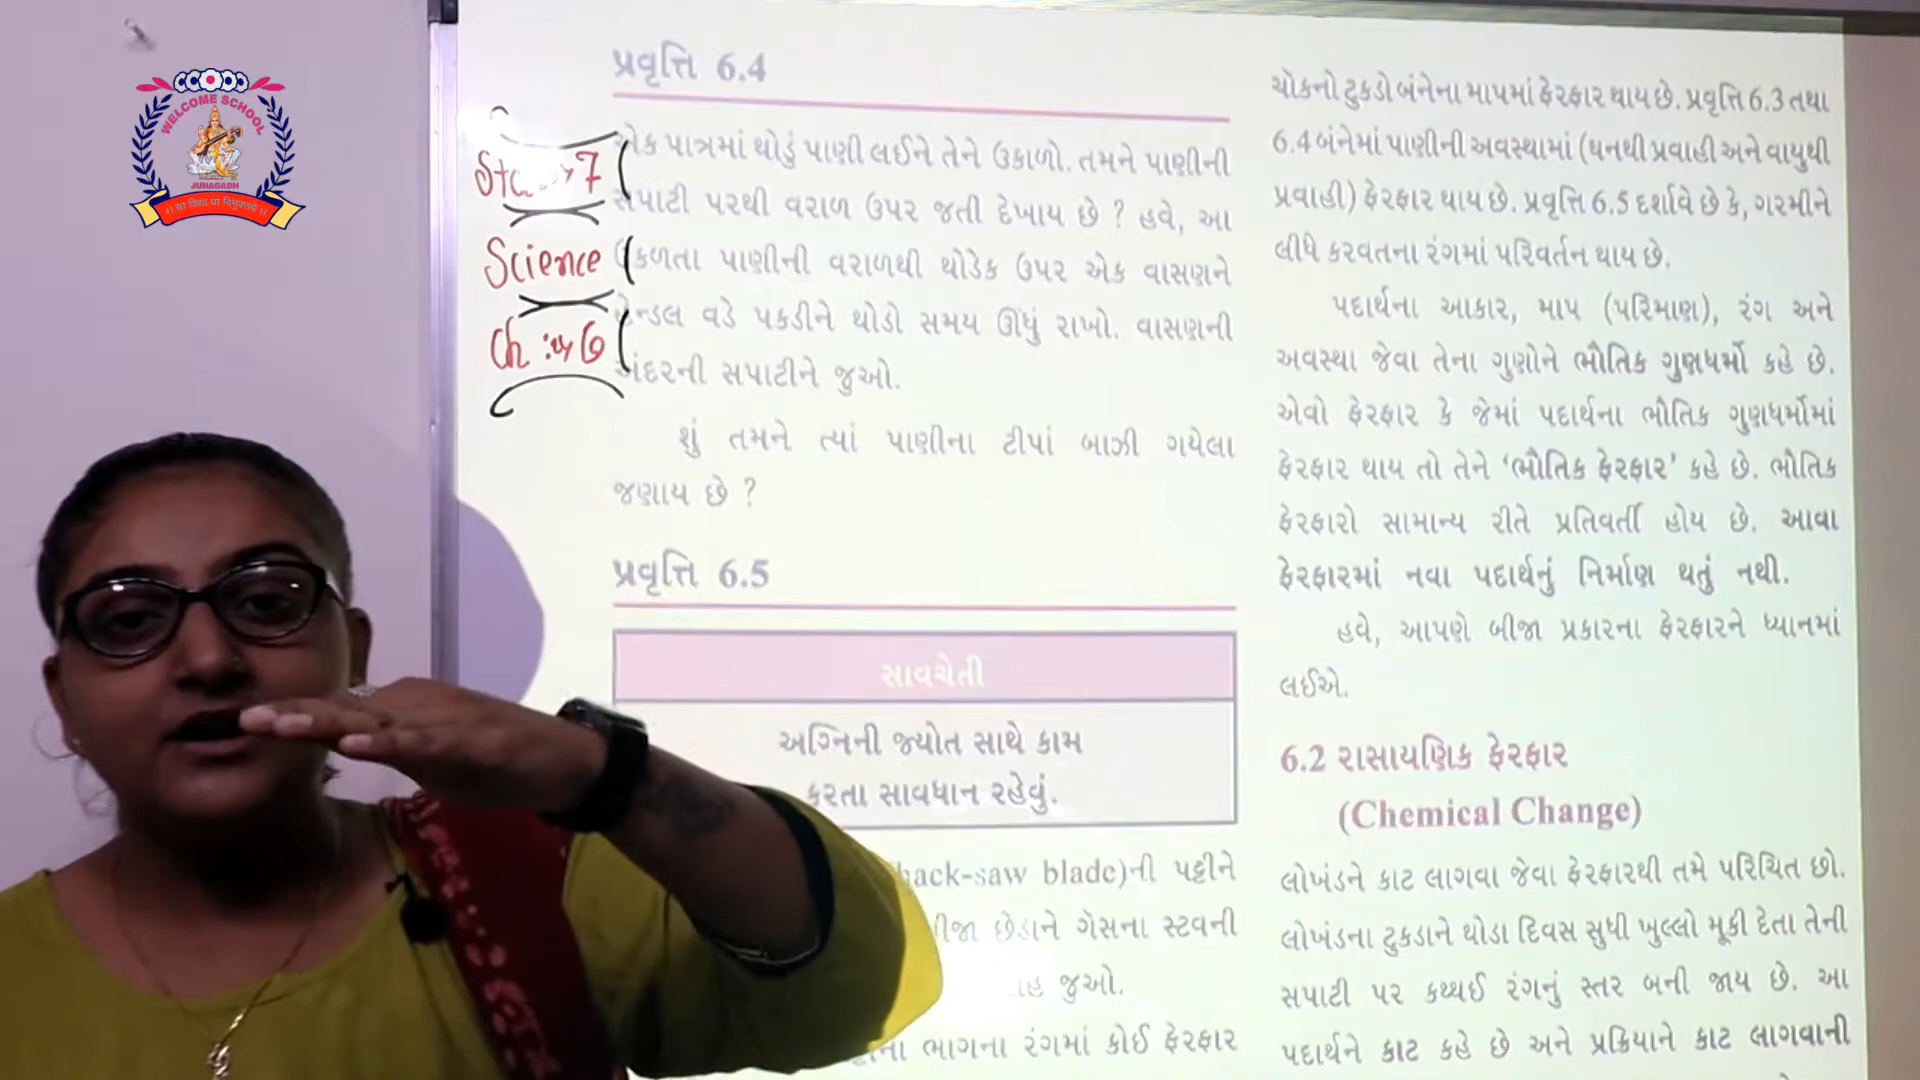 WELCOME SCHOOL
JUNAGADH
।। सा विद्या या विमुक्तये ।।
Science
Ch :→ 6
પ્રવૃત્તિ 6.4
એક પાત્રમાં થોડું પાણી લઈને તેને ઉકાળો. તમને પાણીની
સપાટી પરથી વરાળ ઉપર જતી દેખાય છે ? હવે, આ
ઉકળતા પાણીની વરાળથી થોડેક ઉપર એક વાસણને
હેન્ડલ વડે પકડીને થોડો સમય ઊંધું રાખો. વાસણની
અંદરની સપાટીને જુઓ.
શું તમને ત્યાં પાણીના ટીપાં બાઝી ગયેલા
જણાય છે ?
પ્રવૃત્તિ 6.5
સાવચેતી
અગ્નિની જ્યોત સાથે કામ
કરતા સાવધાન રહેવું.
hack-saw blade)ની પટ્ટીને
છેડાને ગૅસના સ્ટવની
જુઓ.
ભાગના રંગમાં કોઈ ફેરફાર
ચૉકનો ટુકડો બંનેના માપમાં ફેરફાર થાય છે. પ્રવૃત્તિ 6.3 તથા
6.4 બંનેમાં પાણીની અવસ્થામાં (ઘનથી પ્રવાહી અને વાયુથી
પ્રવાહી) ફેરફાર થાય છે. પ્રવૃત્તિ 6.5 દર્શાવે છે કે, ગરમીને
લીધે કરવતના રંગમાં પરિવર્તન થાય છે.
પદાર્થના આકાર, માપ (પરિમાણ), રંગ અને
અવસ્થા જેવા તેના ગુણોને ભૌતિક ગુણધર્મો કહે છે.
એવો ફેરફાર કે જેમાં પદાર્થના ભૌતિક ગુણધર્મોમાં
ફેરફાર થાય તો તેને ‘ભૌતિક ફેરફાર’ કહે છે. ભૌતિક
ફેરફારો સામાન્ય રીતે પ્રતિવર્તી હોય છે. આવા
ફેરફારમાં નવા પદાર્થનું નિર્માણ થતું નથી.
હવે, આપણે બીજા પ્રકારના ફેરફારને ધ્યાનમાં
લઈએ.
6.2 રાસાયણિક ફેરફાર
(Chemical Change)
લોખંડને કાટ લાગવા જેવા ફેરફારથી તમે પરિચિત છો.
લોખંડના ટુકડાને થોડા દિવસ સુધી ખુલ્લો મૂકી દેતા તેની
સપાટી પર કથ્થઈ રંગનું સ્તર બની જાય છે. આ
પદાર્થને કાટ કહે છે અને પ્રક્રિયાને કાટ લાગવાની